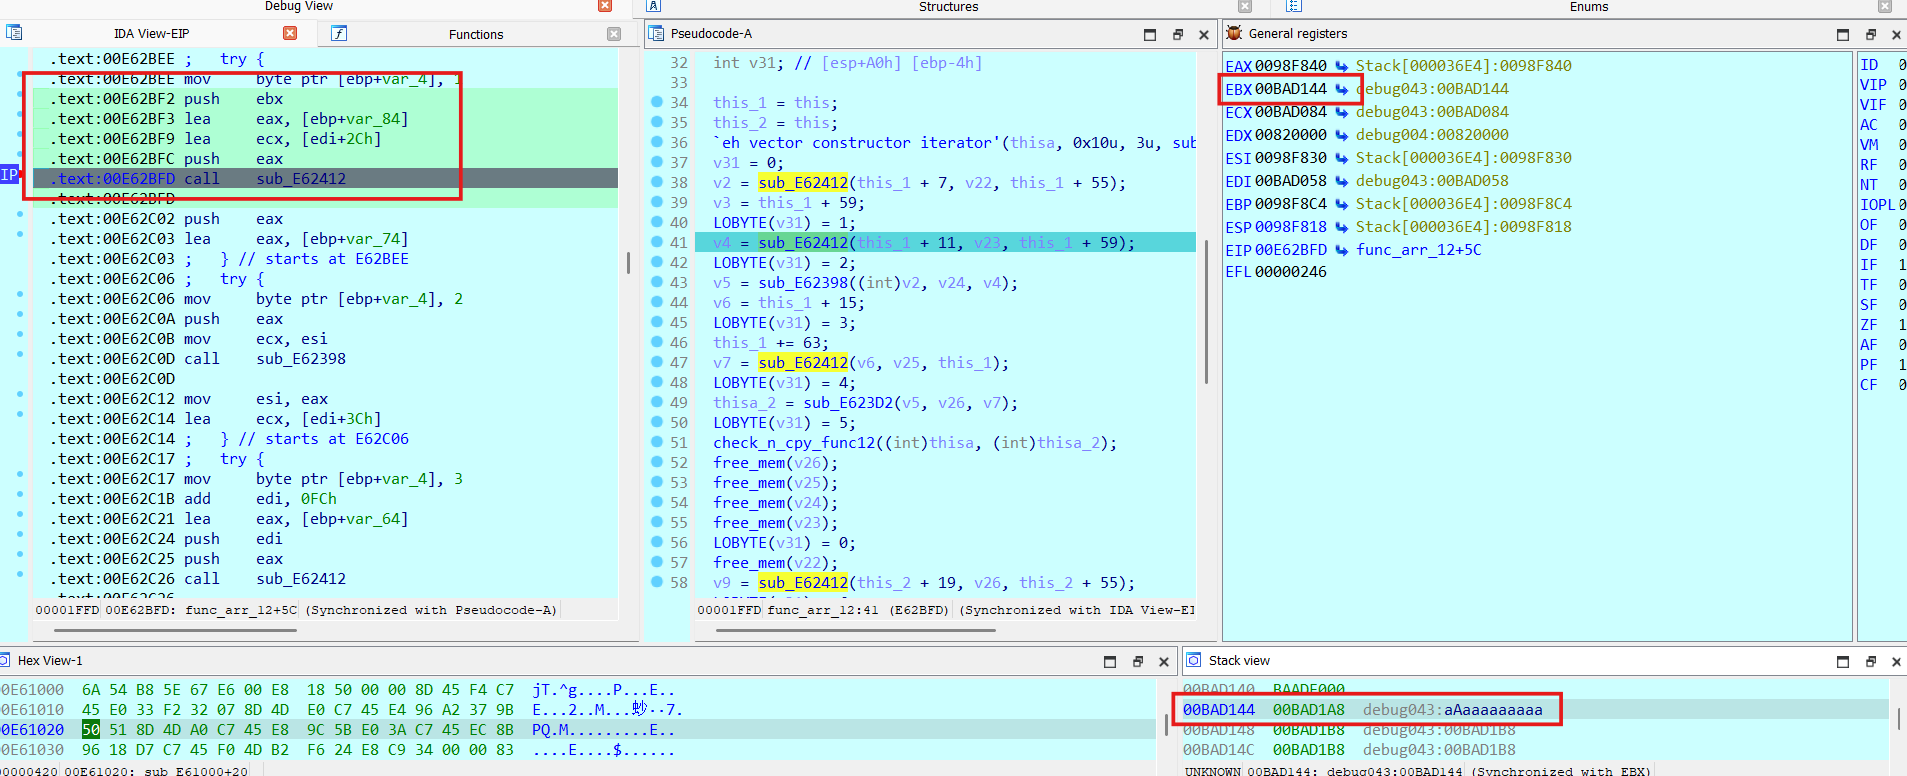 Debug View
Structures
Enums
IDA View-EIP
Functions
.text:00E62BEE ;   try {
.text:00E62BEE mov     byte ptr [ebp+var_4], 1
.text:00E62BF2 push    ebx
.text:00E62BF3 lea     eax, [ebp+var_84]
.text:00E62BF9 lea     ecx, [edi+2Ch]
.text:00E62BFC push    eax
IP
.text:00E62BFD call    sub_E62412
.text:00E62BFD
.text:00E62C02 push    eax
.text:00E62C03 lea     eax, [ebp+var_74]
.text:00E62C03 ;   } // starts at E62BEE
.text:00E62C06 ;   try {
.text:00E62C06 mov     byte ptr [ebp+var_4], 2
.text:00E62C0A push    eax
.text:00E62C0B mov     ecx, esi
.text:00E62C0D call    sub_E62398
.text:00E62C0D
.text:00E62C12 mov     esi, eax
.text:00E62C14 lea     ecx, [edi+3Ch]
.text:00E62C14 ;   } // starts at E62C06
.text:00E62C17 ;   try {
.text:00E62C17 mov     byte ptr [ebp+var_4], 3
.text:00E62C1B add     edi, 0FCh
.text:00E62C21 lea     eax, [ebp+var_64]
.text:00E62C24 push    edi
.text:00E62C25 push    eax
.text:00E62C26 call    sub_E62412
00001FFD 00E62BFD: func_arr_12+5C (Synchronized with Pseudocode-A)
Pseudocode-A
32 int v31; // [esp+A0h] [ebp-4h]
33
34 this_1 = this;
35 this_2 = this;
36 `eh vector constructor iterator'(thisa, 0x10u, 3u, sub
37 v31 = 0;
38 v2 = sub_E62412(this_1 + 7, v22, this_1 + 55);
39 v3 = this_1 + 59;
40 LOBYTE(v31) = 1;
41 v4 = sub_E62412(this_1 + 11, v23, this_1 + 59);
42 LOBYTE(v31) = 2;
43 v5 = sub_E62398((int)v2, v24, v4);
44 v6 = this_1 + 15;
45 LOBYTE(v31) = 3;
46 this_1 += 63;
47 v7 = sub_E62412(v6, v25, this_1);
48 LOBYTE(v31) = 4;
49 thisa_2 = sub_E623D2(v5, v26, v7);
50 LOBYTE(v31) = 5;
51 check_n_cpy_func12((int)thisa, (int)thisa_2);
52 free_mem(v26);
53 free_mem(v25);
54 free_mem(v24);
55 free_mem(v23);
56 LOBYTE(v31) = 0;
57 free_mem(v22);
58 v9 = sub_E62412(this_2 + 19, v26, this_2 + 55);
00001FFD func_arr_12:41 (E62BFD) (Synchronized with IDA View-EI
General registers
EAX 0098F840 Stack[000036E4]:0098F840
EBX 00BAD144 debug043:00BAD144
ECX 00BAD084 debug043:00BAD084
EDX 00820000 debug004:00820000
ESI 0098F830 Stack[000036E4]:0098F830
EDI 00BAD058 debug043:00BAD058
EBP 0098F8C4 Stack[000036E4]:0098F8C4
ESP 0098F818 Stack[000036E4]:0098F818
EIP 00E62BFD func_arr_12+5C
EFL 00000246
ID 0
VIP 0
VIF 0
AC 0
VM 0
RF 0
NT 0
IOPL 0
OF 0
DF 0
IF 1
TF 0
SF 0
ZF 1
AF 0
PF 1
CF 0
Hex View-1
00E61000  6A 54 B8 5E 67 E6 00 E8  18 50 00 00 8D 45 F4 C7  jT.^g....P...E..
00E61010  45 E0 33 F2 32 07 8D 4D  E0 C7 45 E4 96 A2 37 9B
00E61020  50 51 8D 4D A0 C7 45 E8  9C 5B E0 3A C7 45 EC 8B  PQ.M.........E..
00E61030  96 18 D7 C7 45 F0 4D B2  F6 24 E8 C9 34 00 00 83  ....E....$......
00000420 00E61020: sub_E61000+20
Stack view
00BAD140  BAADF000
00BAD144  00BAD1A8  debug043:aAaaaaaaaaa
00BAD148  00BAD1B8  debug043:00BAD1B8
00BAD14C  00BAD1B8  debug043:00BAD1B8
UNKNOWN 00BAD144: debug043:00BAD144 (Synchronized with EBX)